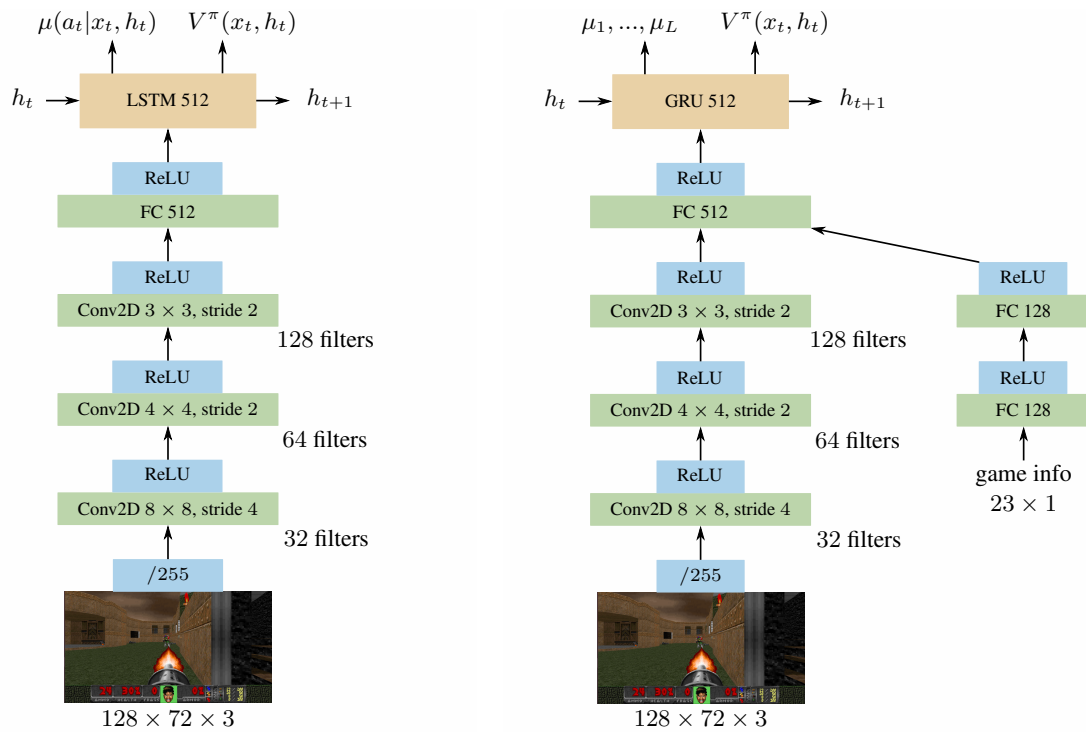 μ(a_t|x_t, h_t)
V^π(x_t, h_t)
h_t
LSTM 512
h_{t+1}
ReLU
FC 512
ReLU
Conv2D 3 × 3, stride 2
128 filters
ReLU
Conv2D 4 × 4, stride 2
64 filters
ReLU
Conv2D 8 × 8, stride 4
32 filters
/255
128 × 72 × 3
μ_1, ..., μ_L
V^π(x_t, h_t)
h_t
GRU 512
h_{t+1}
ReLU
FC 512
ReLU
Conv2D 3 × 3, stride 2
128 filters
ReLU
Conv2D 4 × 4, stride 2
64 filters
ReLU
Conv2D 8 × 8, stride 4
32 filters
/255
128 × 72 × 3
ReLU
FC 128
ReLU
FC 128
game info
23 × 1